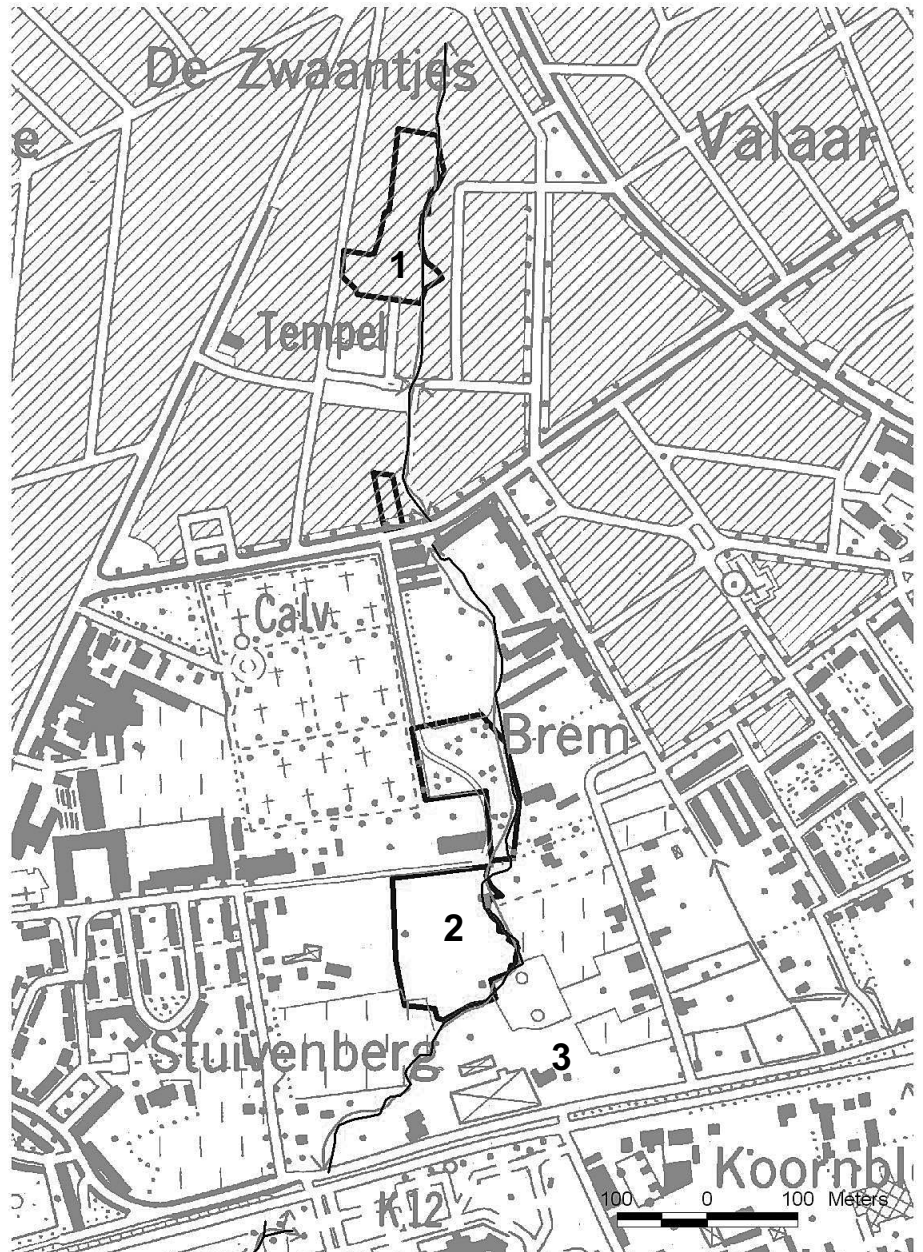 De Zwaantjes
e
Valaar
1
Tempel
Calv.
Brem
2
Stuivenberg
3
Koornbl
100 0 100 Meters
K12